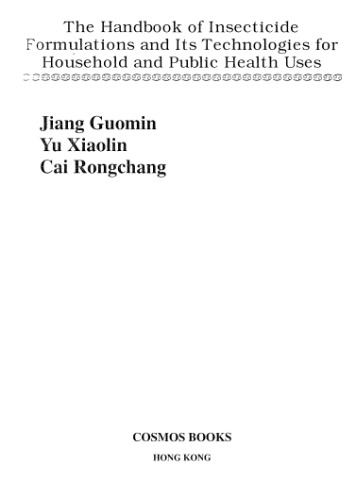 The Handbook of Insecticide
Formulations and Its Technologies for
Household and Public Health Uses
Jiang Guomin
Yu Xiaolin
Cai Rongchang
COSMOS BOOKS
HONG KONG